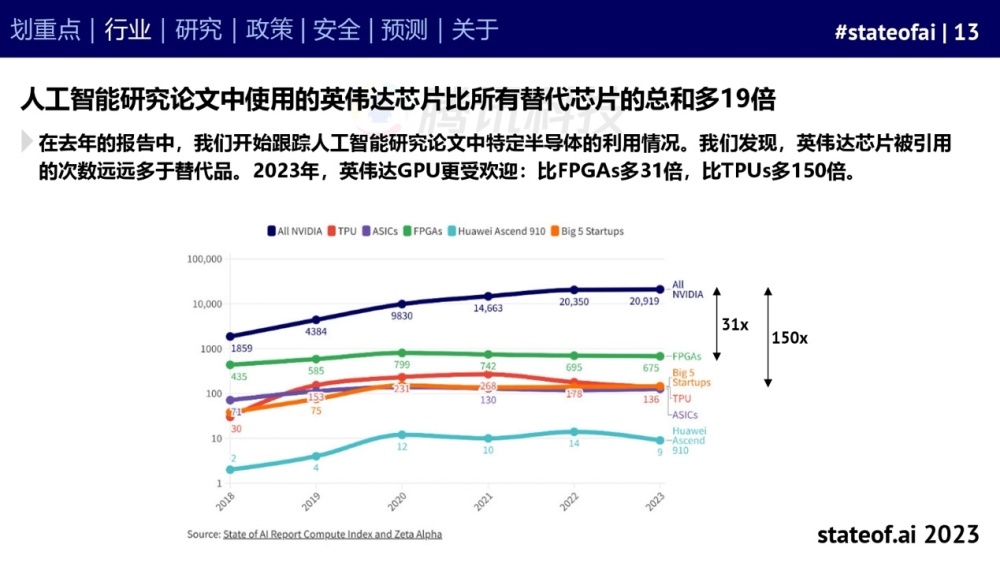 划重点 | 行业 | 研究 | 政策 | 安全 | 预测 | 关于
#stateofai | 13
人工智能研究论文中使用的英伟达芯片比所有替代芯片的总和多19倍
腾讯科技
在去年的报告中，我们开始跟踪人工智能研究论文中特定半导体的利用情况。我们发现，英伟达芯片被引用
的次数远远多于替代品。2023年，英伟达GPU更受欢迎：比FPGAs多31倍，比TPUs多150倍。
All NVIDIA TPU ASICS FPGAs Huawei Ascend 910 Big 5 Startups
100,000
10,000
1000
100
10
1
1859
4384
9830
14,663
20,350
20,919
435
585
799
742
695
675
71
30
153
75
231
268
130
178
136
2
4
12
10
14
9
All
NVIDIA
FPGAs
Big 5
Startups
TPU
ASICs
Huawei
Ascend
910
31x
150x
2018
2019
2020
2021
2022
2023
Source: State of AI Report Compute Index and Zeta Alpha
stateof.ai 2023